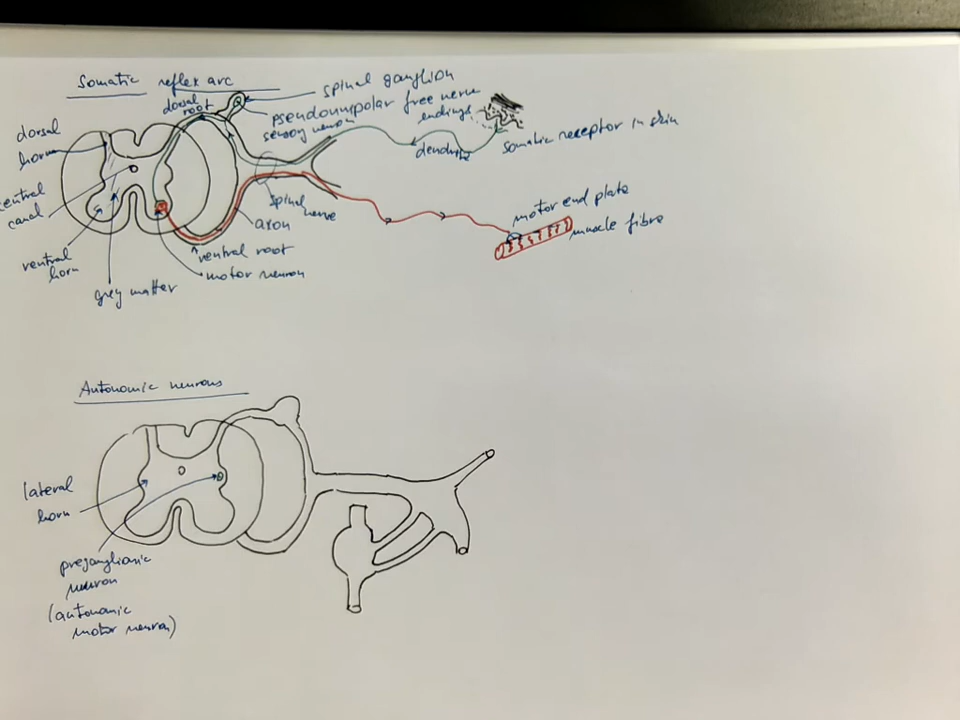 Somatic reflex arc
spinal ganglion
dorsal
root
pseudounipolar
sensory neuron
free nerve
endings
dendrite
somatic receptor in skin
dorsal
horn
central
canal
spinal
nerve
axon
motor end plate
muscle fibre
ventral
horn
ventral root
motor neuron
grey matter
Autonomic neurons
lateral
horn
preganglionic
neuron
(autonomic
motor neuron)